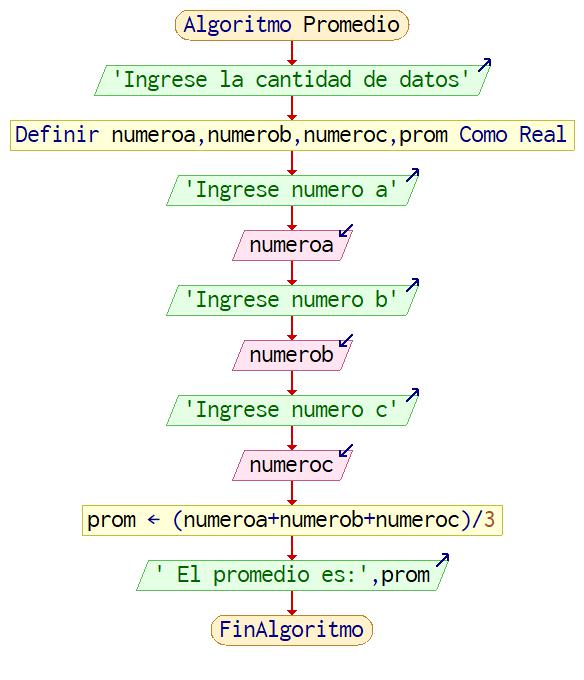 Algoritmo Promedio
'Ingrese la cantidad de datos'
Definir numeroa,numerob,numeroc,prom Como Real
'Ingrese numero a'
numeroa
'Ingrese numero b'
numerob
'Ingrese numero c'
numeroc
prom ← (numeroa+numerob+numeroc)/3
' El promedio es:',prom
FinAlgoritmo